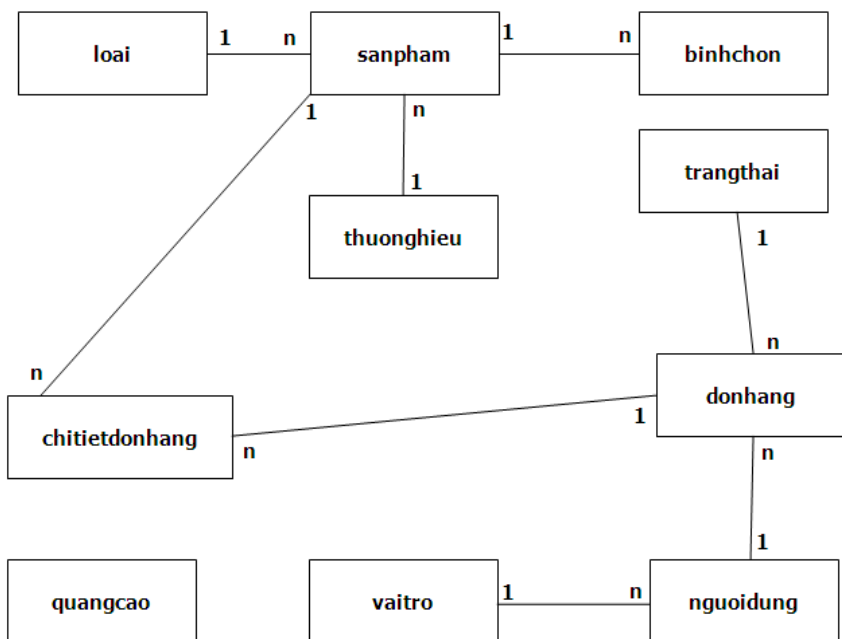 loai
1
n
sanpham
1
n
binhchon
1
n
trangthai
1
thuonghieu
1
n
n
chitietdonhang
n
1
donhang
n
1
quangcao
vaitro
1
n
nguoidung